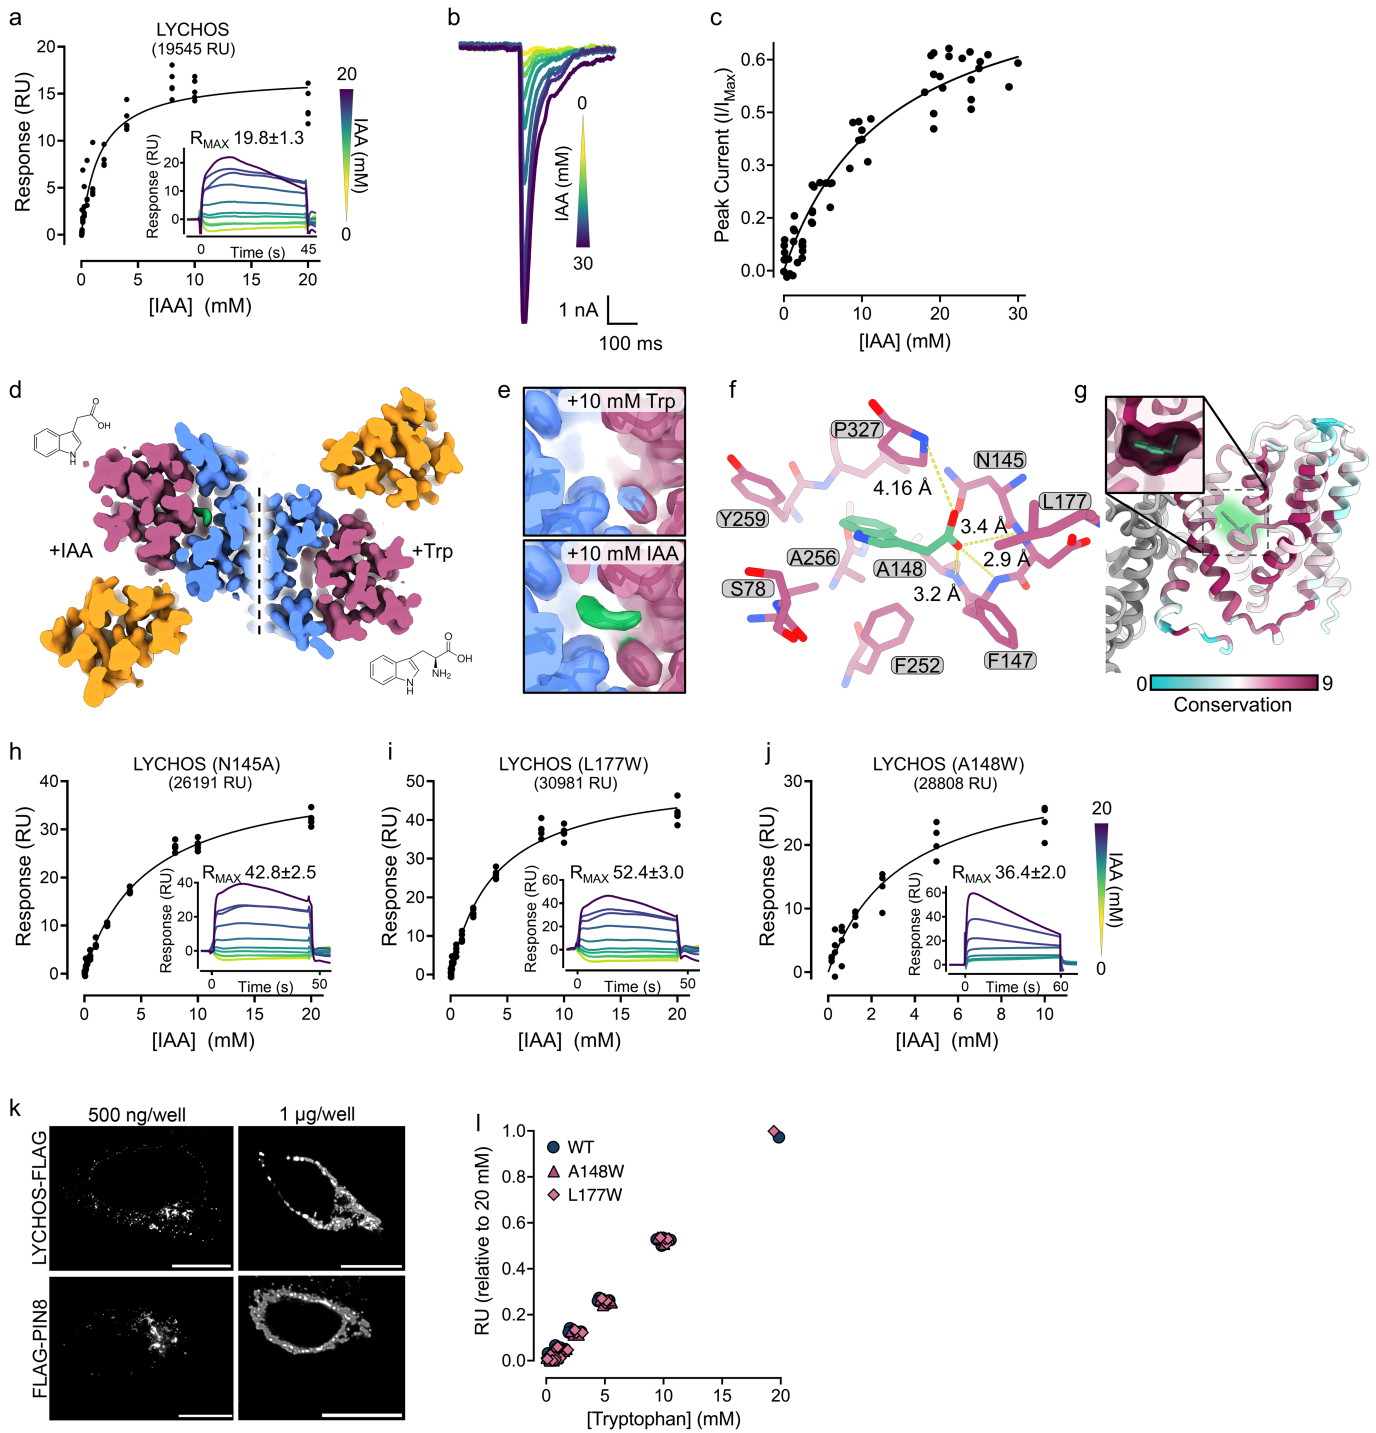 a
LYCHOS
(19545 RU)
Response (RU)
20
15
10
5
0
0
5
10
15
20
[IAA] (mM)
RMAX 19.8±1.3
Response (RU)
20
10
0
0
Time (s)
45
20
IAA (mM)
0
b
0
IAA (mM)
30
1 nA
100 ms
c
Peak Current (I/IMax)
0.6
0.5
0.3
0.2
0.0
0
10
20
30
[IAA] (mM)
d
O
OH
N
H
+IAA
+Trp
O
OH
NH2
N
H
e
+10 mM Trp
+10 mM IAA
f
P327
N145
4.16 Å
L177
Y259
3.4 Å
A256
A148
2.9 Å
S78
3.2 Å
F252
F147
g
0
9
Conservation
h
LYCHOS (N145A)
(26191 RU)
Response (RU)
40
30
20
10
0
0
5
10
15
20
[IAA] (mM)
RMAX 42.8±2.5
Response (RU)
40
20
0
0
Time (s)
50
i
LYCHOS (L177W)
(30981 RU)
Response (RU)
50
40
30
20
10
0
0
5
10
15
20
[IAA] (mM)
RMAX 52.4±3.0
Response (RU)
60
40
20
0
0
Time (s)
50
j
LYCHOS (A148W)
(28808 RU)
Response (RU)
30
20
10
0
0
2
4
6
8
10
[IAA] (mM)
RMAX 36.4±2.0
Response (RU)
60
40
20
0
0
Time (s)
60
20
IAA (mM)
0
k
500 ng/well
1 µg/well
LYCHOS-FLAG
FLAG-PIN8
l
RU (relative to 20 mM)
1.0
0.8
0.6
0.4
0.2
0.0
WT
A148W
L177W
0
5
10
15
20
[Tryptophan] (mM)